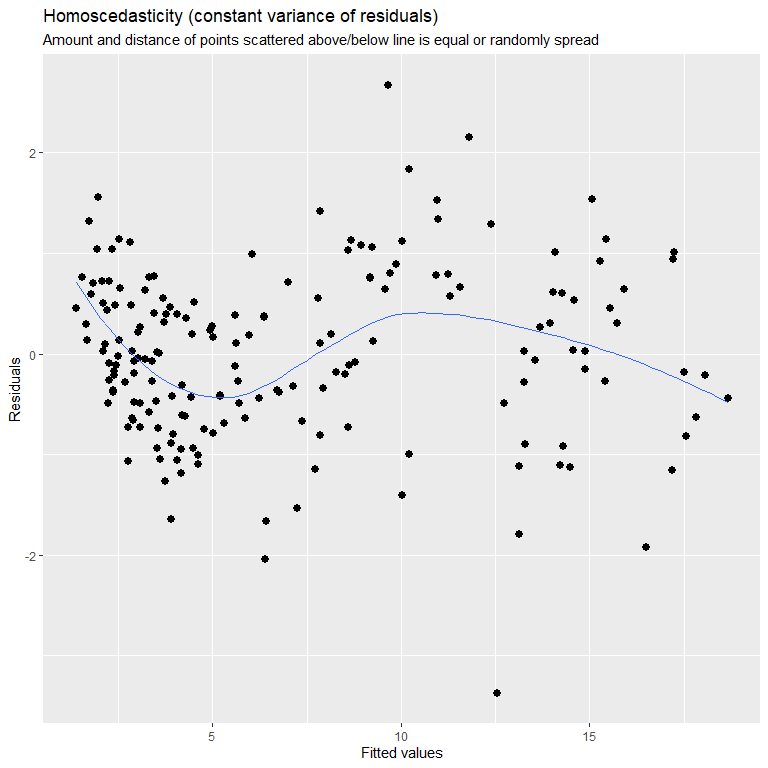 Homoscedasticity (constant variance of residuals)
Amount and distance of points scattered above/below line is equal or randomly spread
2
0
-2
Residuals
5
10
15
Fitted values